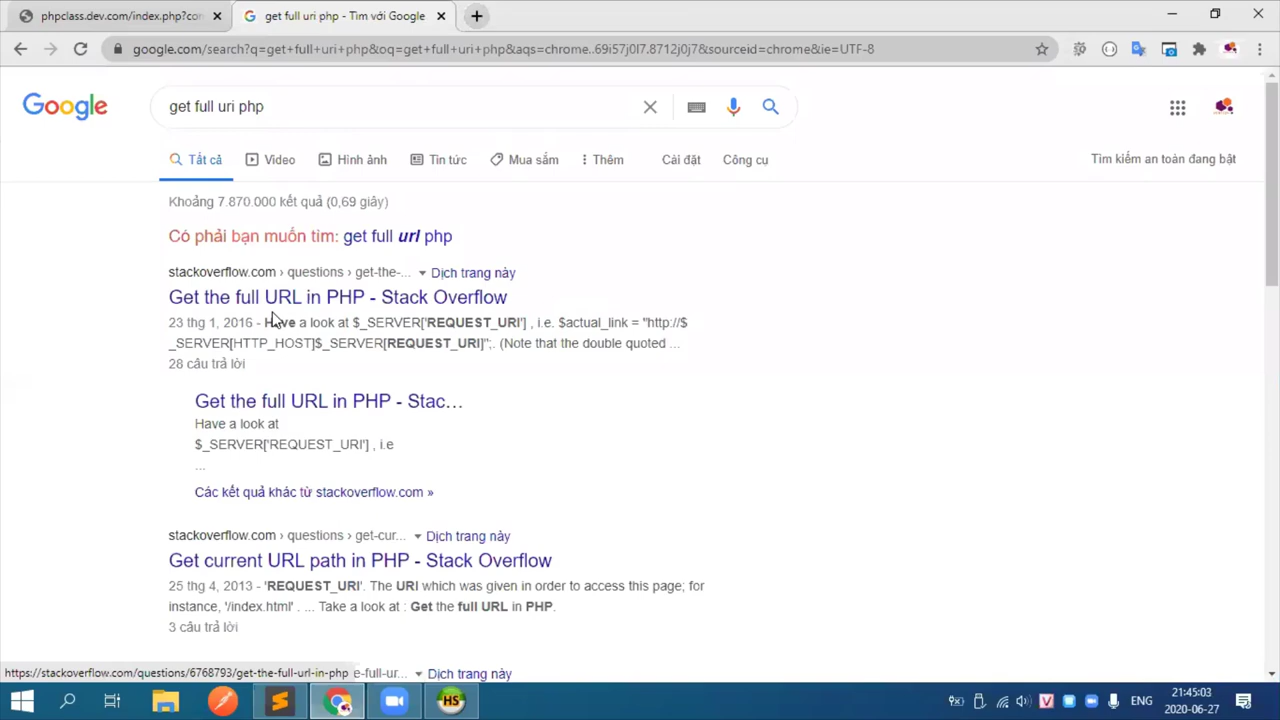 phpclass.dev.com/index.php?con
get full uri php - Tìm với Google
google.com/search?q=get+full+uri+php&oq=get+full+uri+php&aqs=chrome..69i57j0l7.8712j0j7&sourceid=chrome&ie=UTF-8
Google
get full uri php
Tất cả
Video
Hình ảnh
Tin tức
Mua sắm
Thêm
Cài đặt
Công cụ
Tìm kiếm an toàn đang bật
Khoảng 7.870.000 kết quả (0,69 giây)
Có phải bạn muốn tìm: get full url php
stackoverflow.com › questions › get-the-... Dịch trang này
Get the full URL in PHP - Stack Overflow
23 thg 1, 2016 - Have a look at $_SERVER['REQUEST_URI'] , i.e. $actual_link = "http://$
_SERVER[HTTP_HOST]$_SERVER[REQUEST_URI]";. (Note that the double quoted ...
28 câu trả lời
Get the full URL in PHP - Stac...
Have a look at
$_SERVER['REQUEST_URI'] , i.e
...
Các kết quả khác từ stackoverflow.com »
stackoverflow.com › questions › get-cur... Dịch trang này
Get current URL path in PHP - Stack Overflow
25 thg 4, 2013 - 'REQUEST_URI'. The URI which was given in order to access this page; for
instance, '/index.html' . ... Take a look at : Get the full URL in PHP.
3 câu trả lời
https://stackoverflow.com/questions/6768793/get-the-full-url-in-php e-full-ur... Dịch trang này
HS
V
ENG
21:45:03
2020-06-27